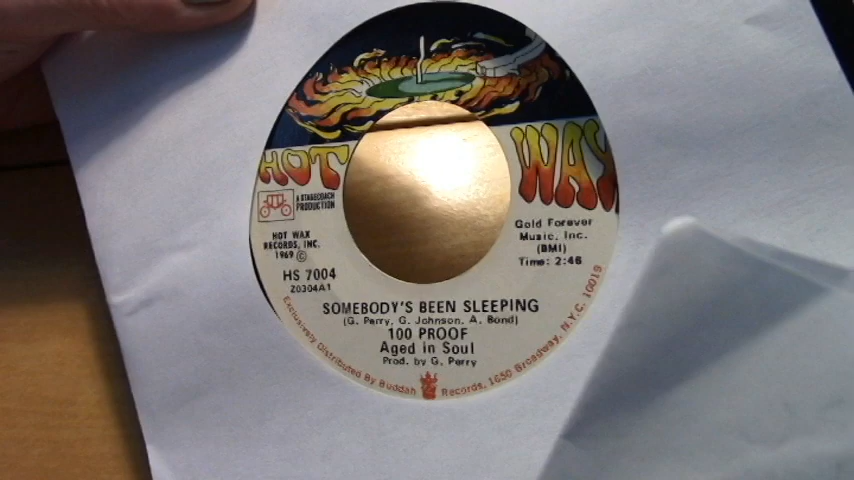 HOT WAX
A STAGECOACH
PRODUCTION
HOT WAX
RECORDS, INC.
1969 ©
HS 7004
Z0304A1
Gold Forever
Music, Inc.
(BMI)
Time: 2:46
SOMEBODY'S BEEN SLEEPING
(G. Perry, G. Johnson, A. Bond)
100 PROOF
Aged in Soul
Prod. by G. Perry
Exclusively Distributed By Buddah Records, 1650 Broadway, N.Y.C. 10019